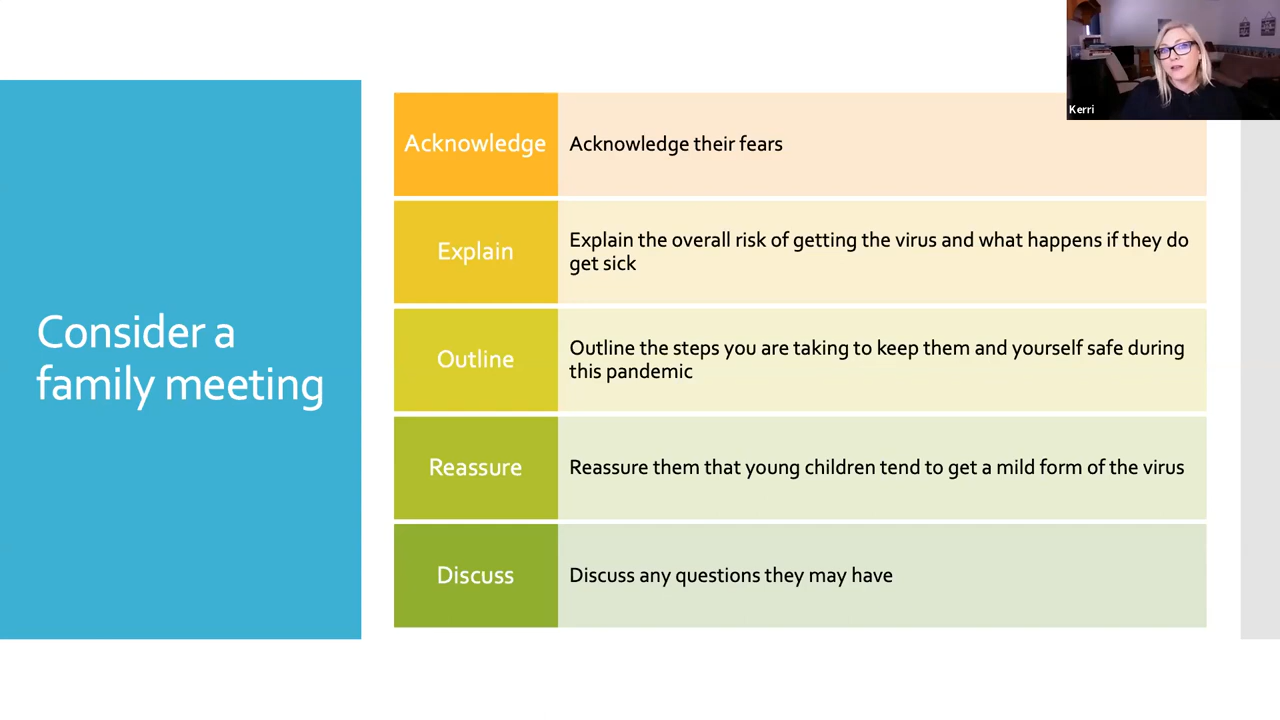 Kerri
Consider a
family meeting
Acknowledge
Acknowledge their fears
Explain
Explain the overall risk of getting the virus and what happens if they do
get sick
Outline
Outline the steps you are taking to keep them and yourself safe during
this pandemic
Reassure
Reassure them that young children tend to get a mild form of the virus
Discuss
Discuss any questions they may have